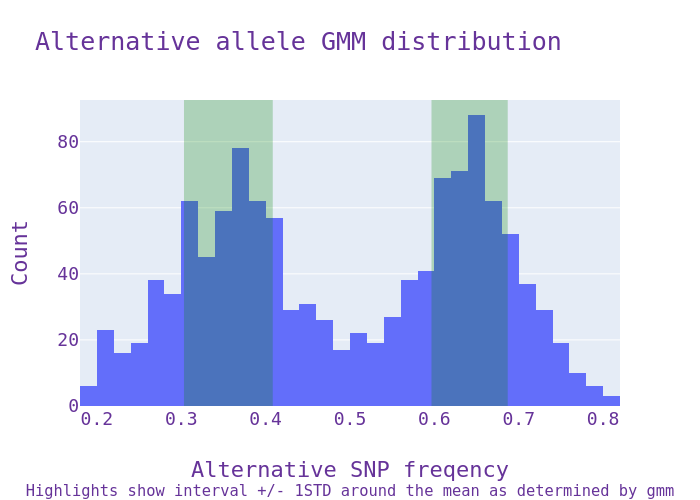 Alternative allele GMM distribution
Count
80
60
40
20
0
0.2 0.3 0.4 0.5 0.6 0.7 0.8
Alternative SNP freqency
Highlights show interval +/- 1STD around the mean as determined by gmm